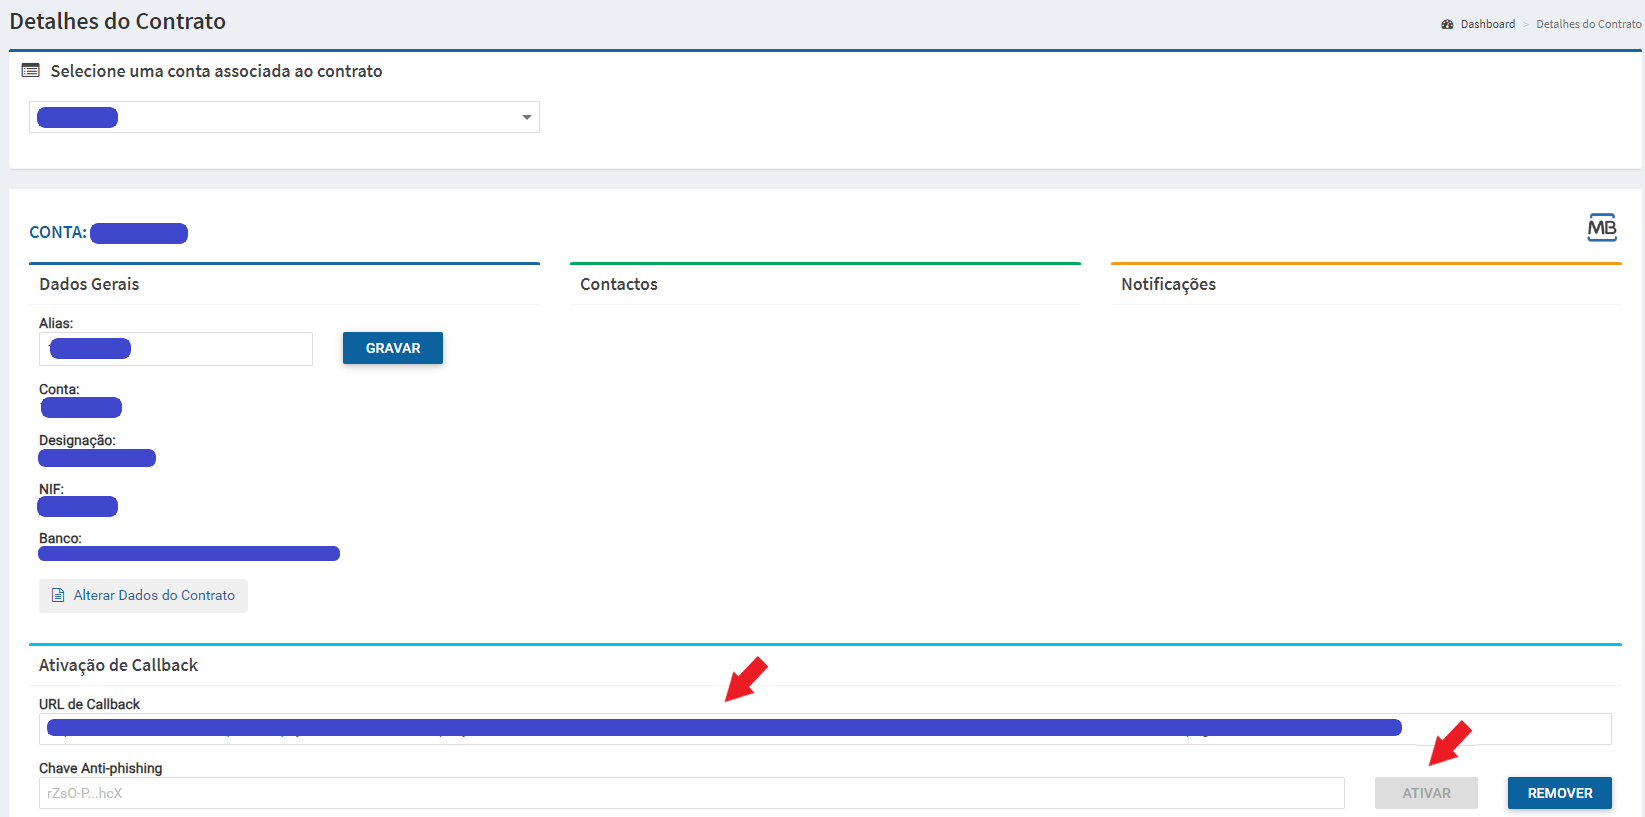 Detalhes do Contrato
Dashboard > Detalhes do Contrato
Selecione uma conta associada ao contrato
CONTA:
MB
Dados Gerais
Contactos
Notificações
Alias:
GRAVAR
Conta:
Designação:
NIF:
Banco:
Alterar Dados do Contrato
Ativação de Callback
URL de Callback
Chave Anti-phishing
rZsO-P...hcX
ATIVAR
REMOVER